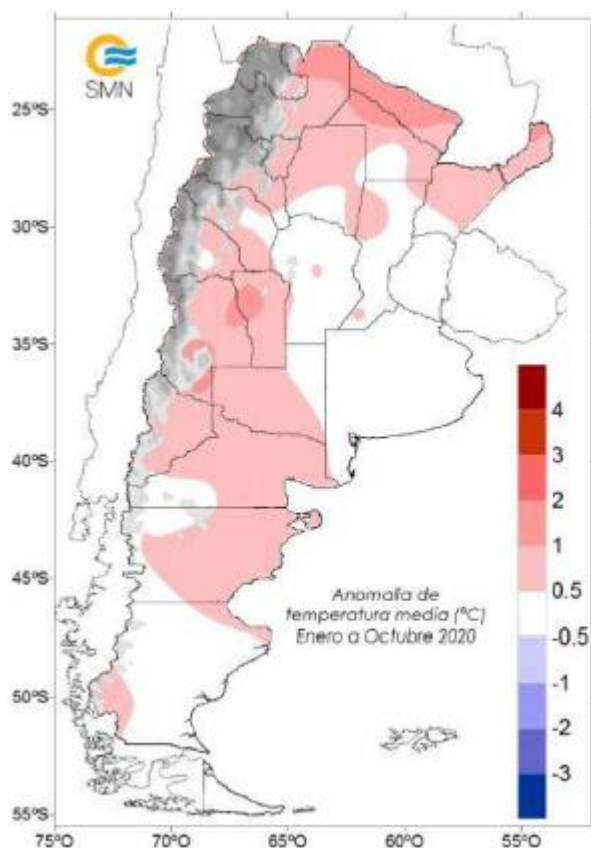 SMN
25ºS
30ºS
35ºS
40ºS
45ºS
50ºS
55ºS
75ºO
70ºO
65ºO
60ºO
55ºO
4
3
2
1
0.5
-0.5
-1
-2
-3
Anomalía de
temperatura media (ºC)
Enero a Octubre 2020